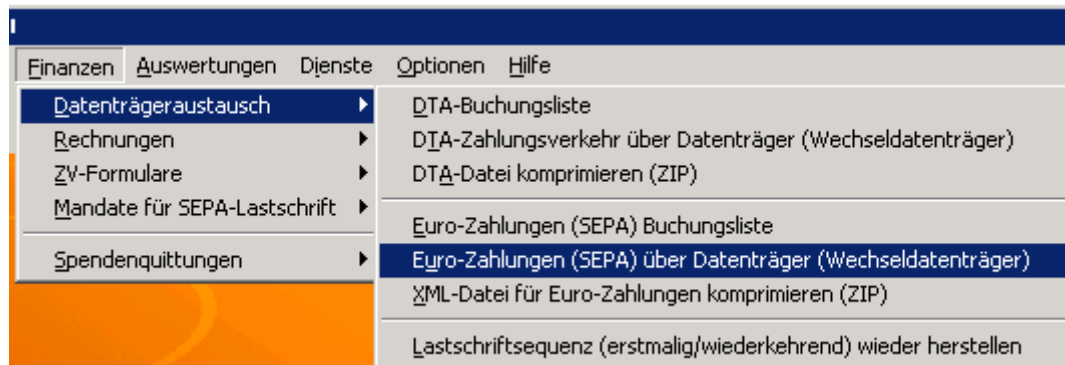 Finanzen Auswertungen Dienste Optionen Hilfe
Datenträgeraustausch
Rechnungen
ZV-Formulare
Mandate für SEPA-Lastschrift
Spendenquittungen
DTA-Buchungsliste
DTA-Zahlungsverkehr über Datenträger (Wechseldatenträger)
DTA-Datei komprimieren (ZIP)
Euro-Zahlungen (SEPA) Buchungsliste
Euro-Zahlungen (SEPA) über Datenträger (Wechseldatenträger)
XML-Datei für Euro-Zahlungen komprimieren (ZIP)
Lastschriftsequenz (erstmalig/wiederkehrend) wieder herstellen